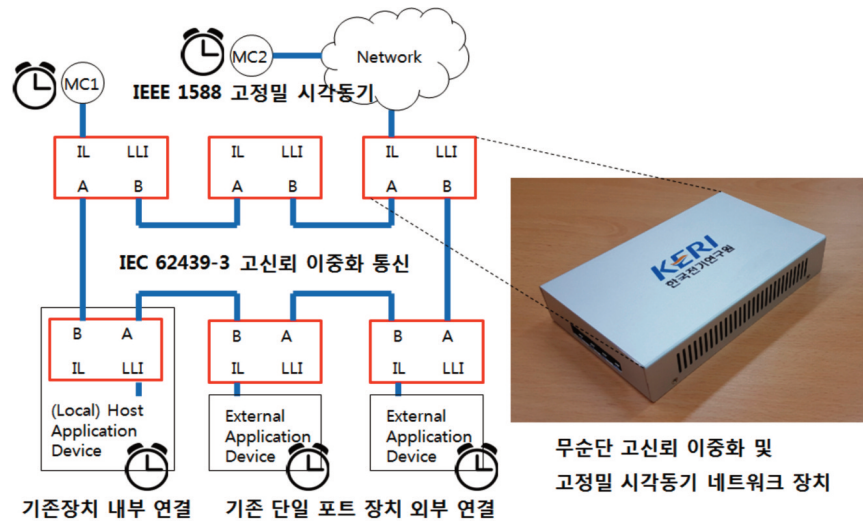 MC1
MC2
Network
IEEE 1588 고정밀 시각동기
IL LLI
A B
IL LLI
A B
IL LLI
A B
IEC 62439-3 고신뢰 이중화 통신
B A
IL LLI
B A
IL LLI
B A
IL LLI
(Local) Host
Application
Device
External
Application
Device
External
Application
Device
기존장치 내부 연결
기존 단일 포트 장치 외부 연결
KERI
한국전기연구원
무순단 고신뢰 이중화 및
고정밀 시각동기 네트워크 장치